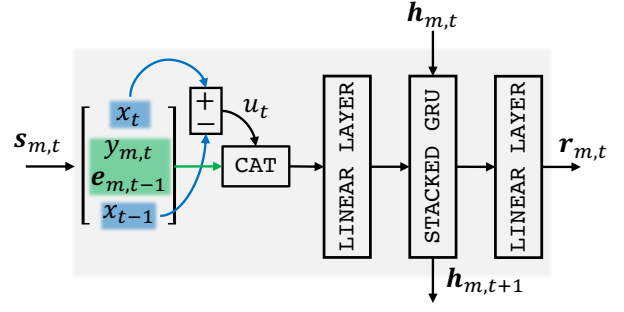 𝒉_{m,t}
x_t
+
−
u_t
y_{m,t}
𝒔_{m,t}
𝒆_{m,t−1}
CAT
x_{t−1}
LINEAR LAYER
STACKED GRU
LINEAR LAYER
𝒓_{m,t}
𝒉_{m,t+1}